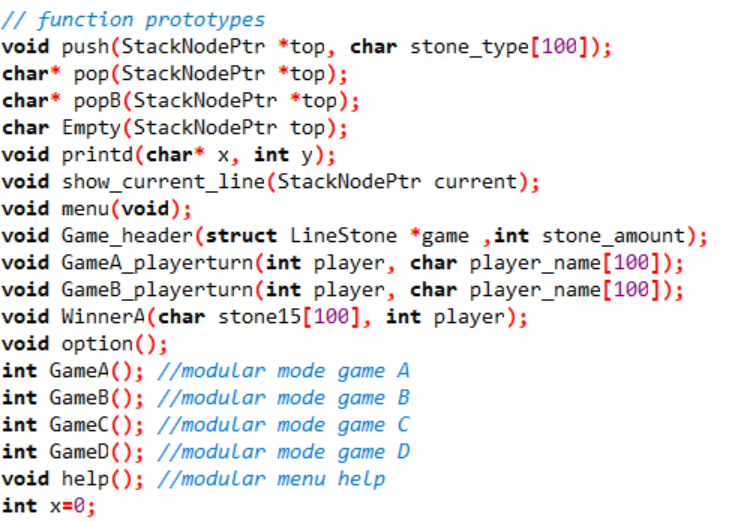 // function prototypes
void push(StackNodePtr *top, char stone_type[100]);
char* pop(StackNodePtr *top);
char* popB(StackNodePtr *top);
char Empty(StackNodePtr top);
void printd(char* x, int y);
void show_current_line(StackNodePtr current);
void menu(void);
void Game_header(struct LineStone *game ,int stone_amount);
void GameA_playerturn(int player, char player_name[100]);
void GameB_playerturn(int player, char player_name[100]);
void WinnerA(char stone15[100], int player);
void option();
int GameA(); //modular mode game A
int GameB(); //modular mode game B
int GameC(); //modular mode game C
int GameD(); //modular mode game D
void help(); //modular menu help
int x=0;